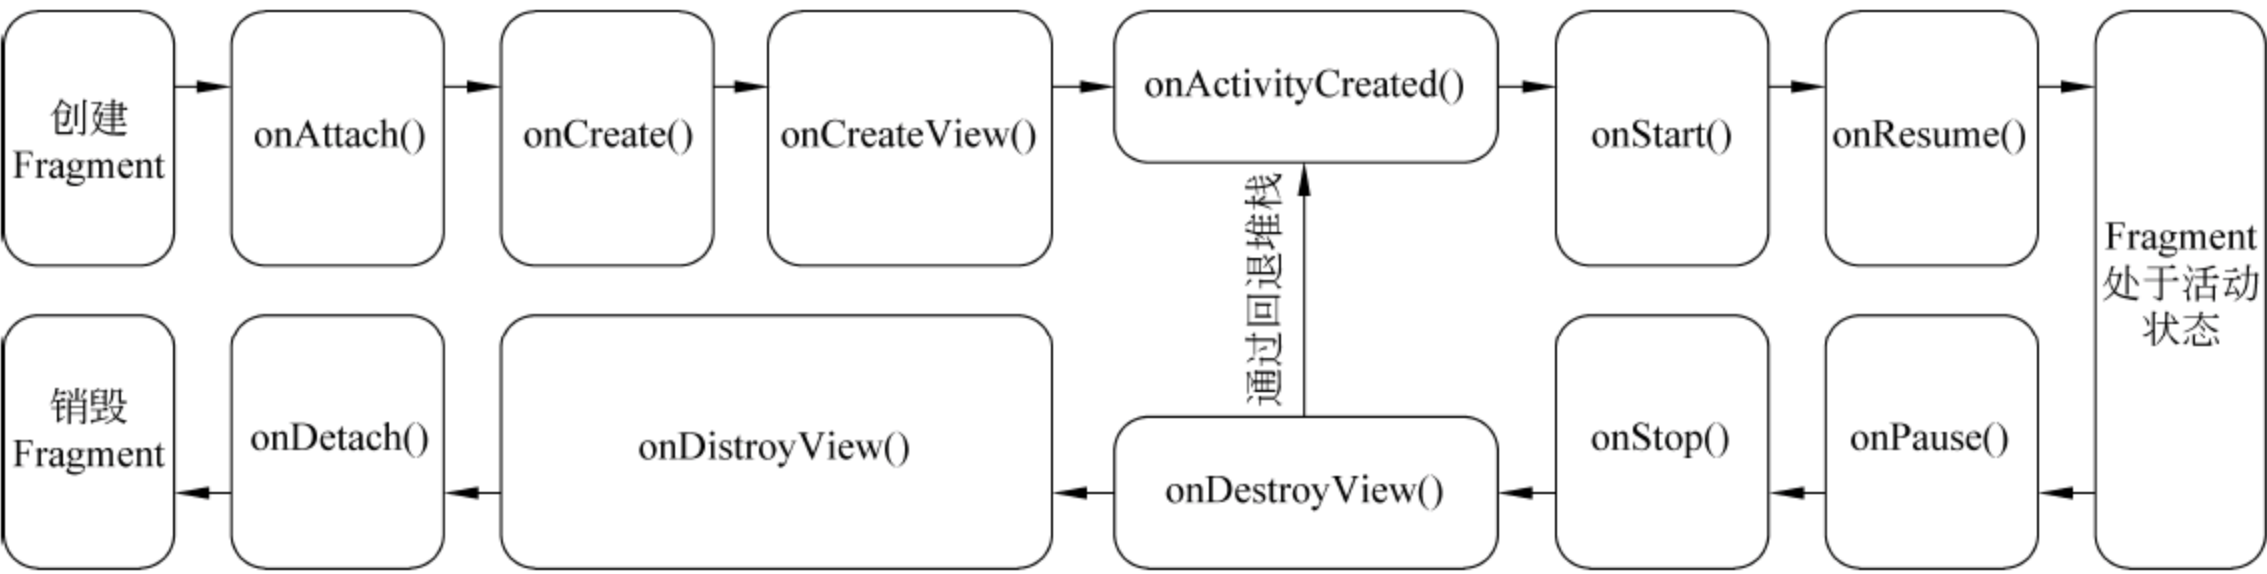 创建
Fragment
onAttach()
onCreate()
onCreateView()
onActivityCreated()
onStart()
onResume()
Fragment
处于活动
状态
通过回退堆栈
销毁
Fragment
onDetach()
onDistroyView()
onDestroyView()
onStop()
onPause()